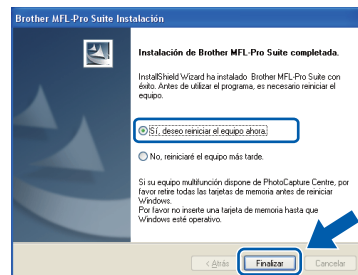 Brother MFL-Pro Suite Instalación
Instalación de Brother MFL-Pro Suite completada.
InstallShield Wizard ha instalado Brother MFL-Pro Suite con
éxito. Antes de utilizar el programa, es necesario reiniciar el
equipo.
Sí, deseo reiniciar el equipo ahora.
No, reiniciaré el equipo más tarde.
Si su equipo multifunción dispone de PhotoCapture Centre, por
favor retire todas las tarjetas de memoria antes de reiniciar
Windows.
Por favor no inserte una tarjeta de memoria hasta que
Windows esté operativo.
< Atrás Finalizar Cancelar